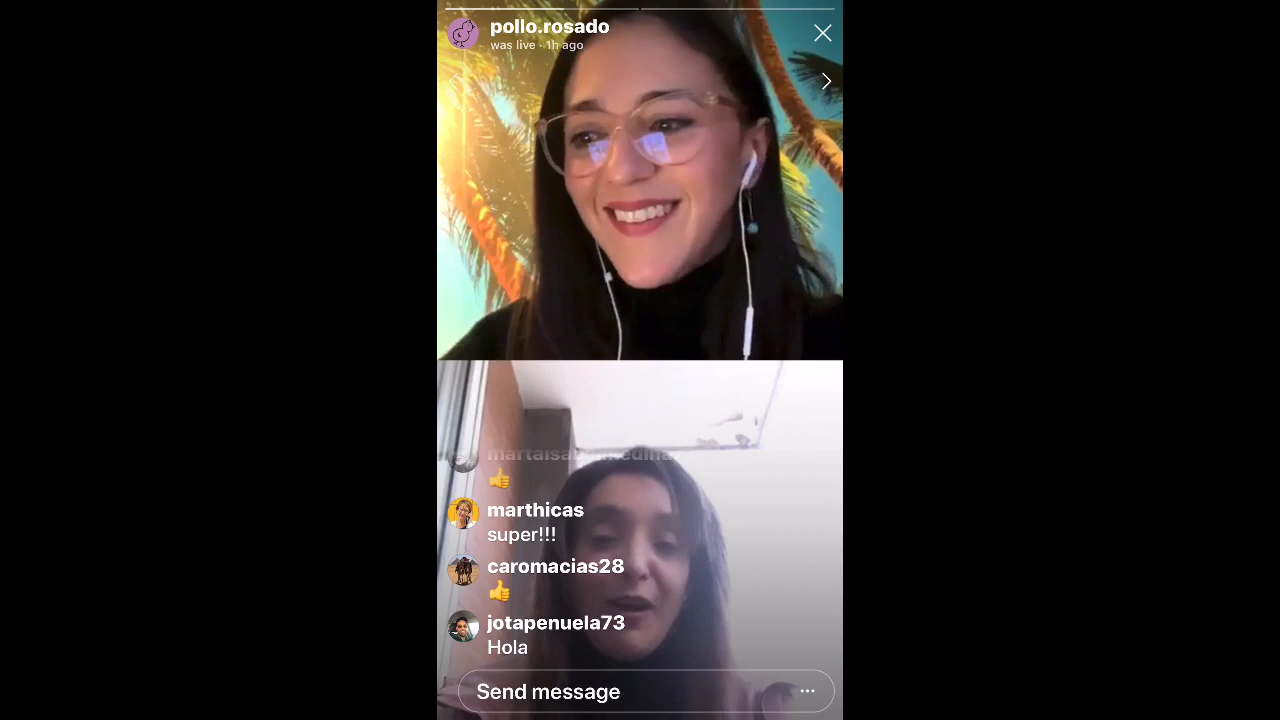 pollo.rosado
was live · 1h ago
marthicas
super!!!
caromacias28
jotapenuela73
Hola
Send message